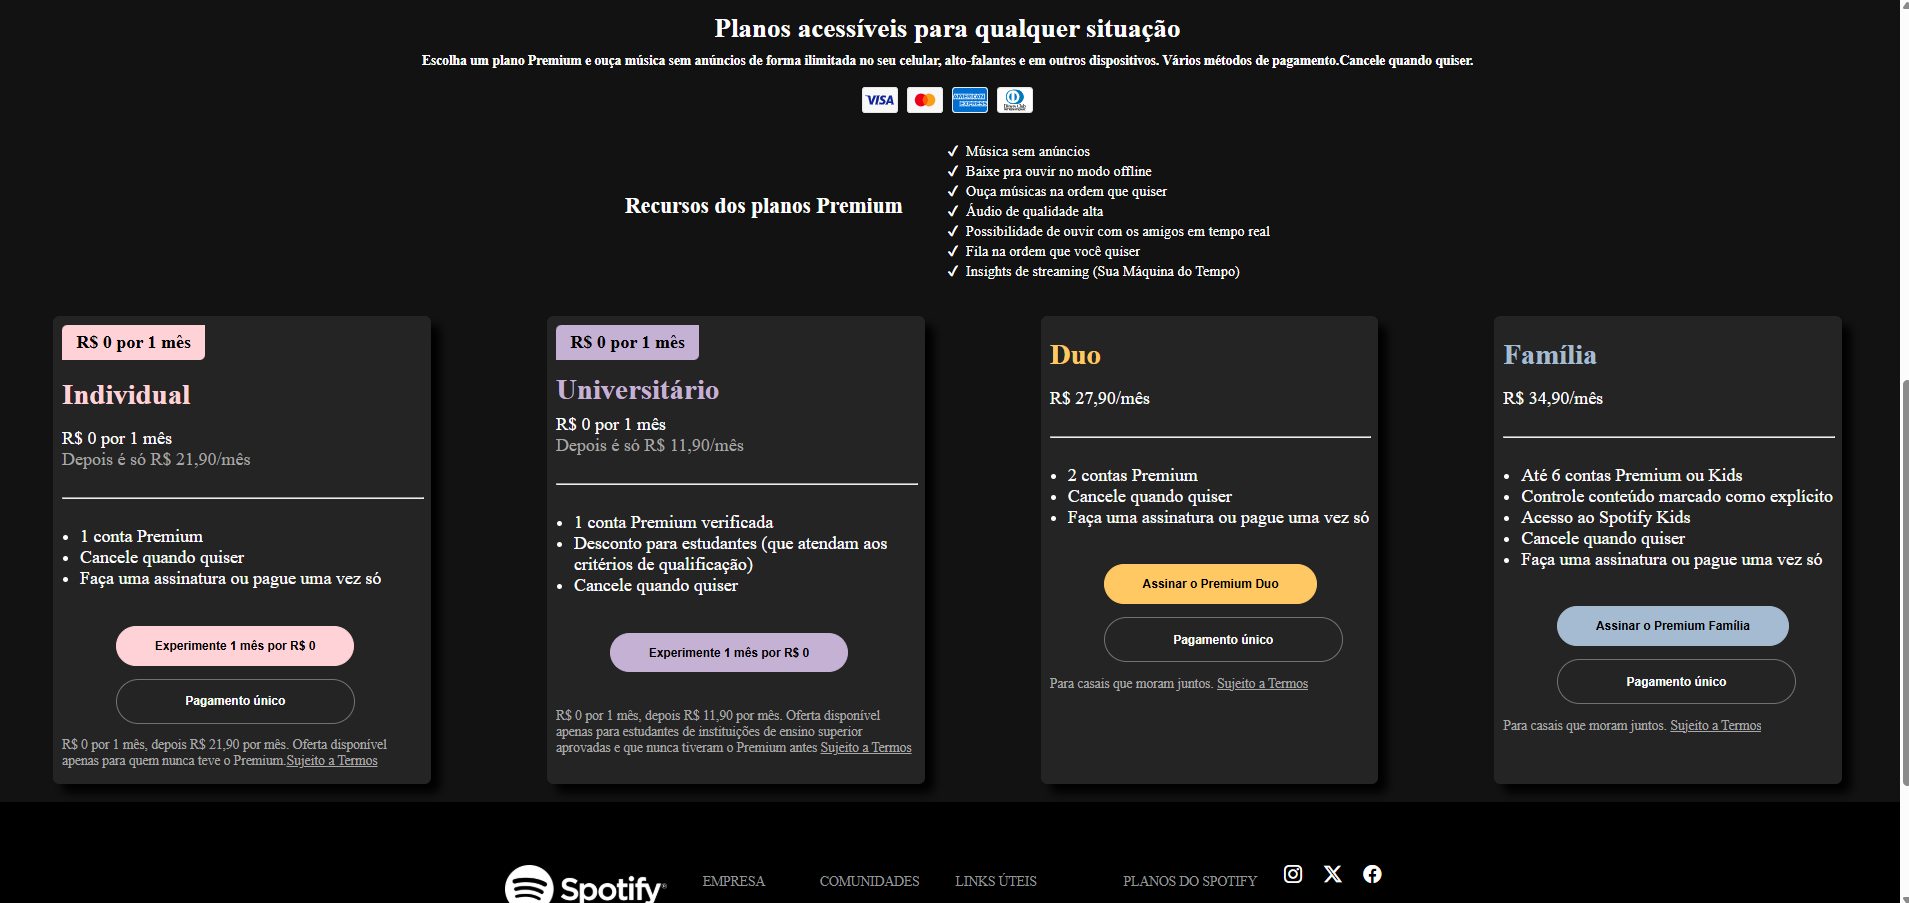 Planos acessíveis para qualquer situação
Escolha um plano Premium e ouça música sem anúncios de forma ilimitada no seu celular, alto-falantes e em outros dispositivos. Vários métodos de pagamento.Cancele quando quiser.
VISA
AMERICAN EXPRESS
Diners Club
Recursos dos planos Premium
Música sem anúncios
Baixe pra ouvir no modo offline
Ouça músicas na ordem que quiser
Áudio de qualidade alta
Possibilidade de ouvir com os amigos em tempo real
Fila na ordem que você quiser
Insights de streaming (Sua Máquina do Tempo)
R$ 0 por 1 mês
Individual
R$ 0 por 1 mês
Depois é só R$ 21,90/mês
1 conta Premium
Cancele quando quiser
Faça uma assinatura ou pague uma vez só
Experimente 1 mês por R$ 0
Pagamento único
R$ 0 por 1 mês, depois R$ 21,90 por mês. Oferta disponível
apenas para quem nunca teve o Premium.Sujeito a Termos
R$ 0 por 1 mês
Universitário
R$ 0 por 1 mês
Depois é só R$ 11,90/mês
1 conta Premium verificada
Desconto para estudantes (que atendam aos
critérios de qualificação)
Cancele quando quiser
Experimente 1 mês por R$ 0
R$ 0 por 1 mês, depois R$ 11,90 por mês. Oferta disponível
apenas para estudantes de instituições de ensino superior
aprovadas e que nunca tiveram o Premium antes Sujeito a Termos
Duo
R$ 27,90/mês
2 contas Premium
Cancele quando quiser
Faça uma assinatura ou pague uma vez só
Assinar o Premium Duo
Pagamento único
Para casais que moram juntos. Sujeito a Termos
Família
R$ 34,90/mês
Até 6 contas Premium ou Kids
Controle conteúdo marcado como explícito
Acesso ao Spotify Kids
Cancele quando quiser
Faça uma assinatura ou pague uma vez só
Assinar o Premium Família
Pagamento único
Para casais que moram juntos. Sujeito a Termos
Spotify
EMPRESA
COMUNIDADES
LINKS ÚTEIS
PLANOS DO SPOTIFY